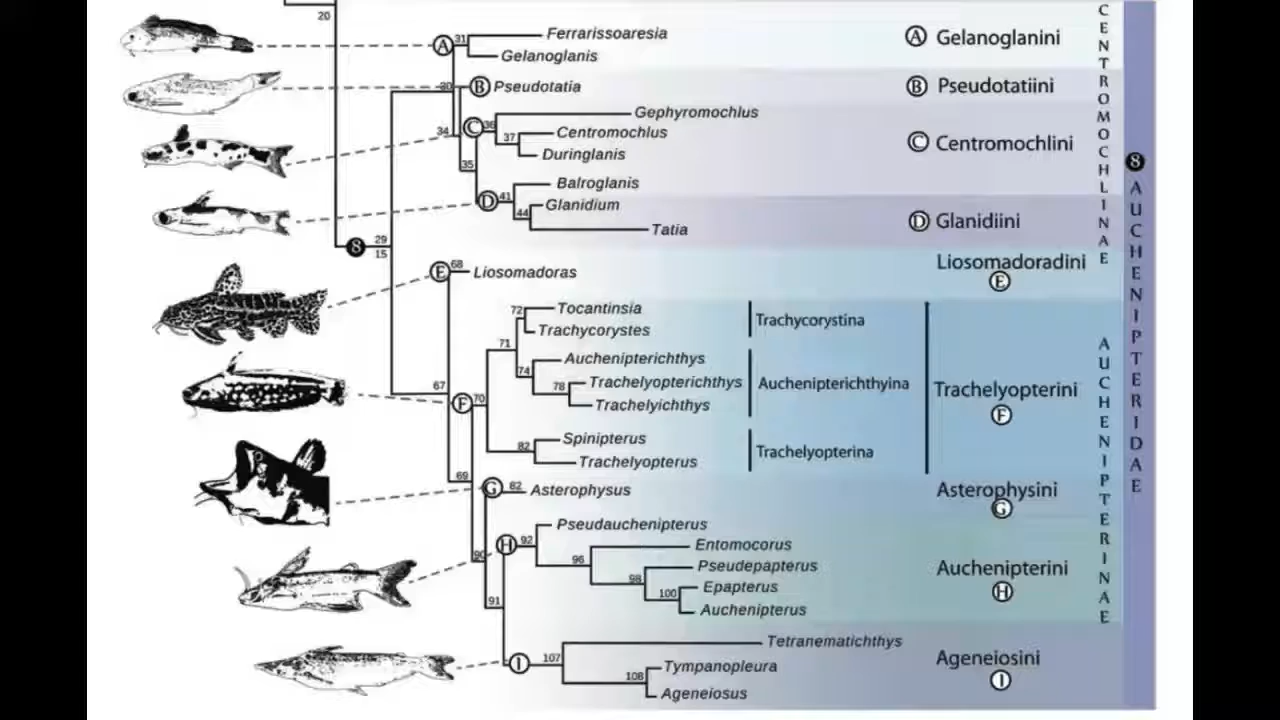 20
A 31 Ferrarissoaresia
Gelanoglanis
30 B Pseudotatia
34 C 36 Gephyromochlus
37 Centromochlus
Duringlanis
35
D 41 Balroglanis
44 Glanidium
Tatia
8 29
15
E 68 Liosomadoras
72 Tocantinsia
Trachycorystes
71
74 Auchenipterichthys
78 Trachelyopterichthys
Trachelyichthys
67
F 70
82 Spinipterus
Trachelyopterus
69
G 62 Asterophysus
90
H 92 Pseudauchenipterus
96 Entomocorus
98 Pseudepapterus
100 Epapterus
Auchenipterus
91
I 107 Tetranematichthys
108 Tympanopleura
Ageneiosus
Trachycorystina
Auchenipterichthyina
Trachelyopterina
A Gelanoglanini
B Pseudotatiini
C Centromochlini
D Glanidiini
Liosomadoradini
E
Trachelyopterini
F
Asterophysini
G
Auchenipterini
H
Ageneiosini
I
CENTROMOCHLINAE
AUCHENIPTERINAE
8 AUCHENIPTERIDAE